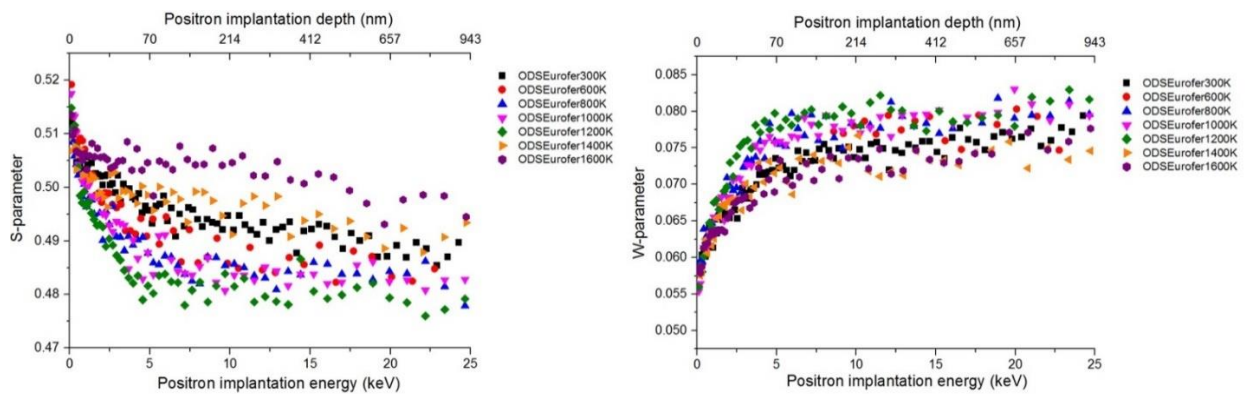 Positron implantation depth (nm)
0 70 214 412 657 943
0.52
0.51
0.50
0.49
0.48
0.47
S-parameter
0 5 10 15 20 25
Positron implantation energy (keV)
ODSEurofer300K
ODSEurofer600K
ODSEurofer800K
ODSEurofer1000K
ODSEurofer1200K
ODSEurofer1400K
ODSEurofer1600K
Positron implantation depth (nm)
0 70 214 412 657 943
0.085
0.080
0.075
0.070
0.065
0.060
0.055
0.050
W-parameter
0 5 10 15 20 25
Positron implantation energy (keV)
ODSEurofer300K
ODSEurofer600K
ODSEurofer800K
ODSEurofer1000K
ODSEurofer1200K
ODSEurofer1400K
ODSEurofer1600K